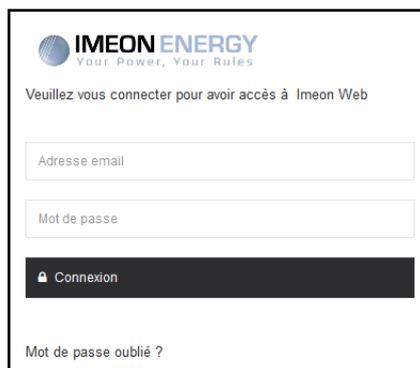 IMEON ENERGY
Your Power, Your Rules
Veuillez vous connecter pour avoir accès à Imeon Web
Adresse email
Mot de passe
Connexion
Mot de passe oublié ?